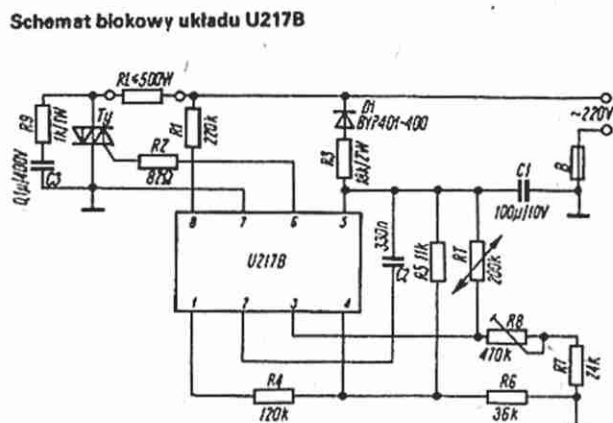 Schemat blokowy układu U217B
RL≤500W
Ty
R9
1k/1W
0,1µ/400V
C3
R1
220k
R2
82Ω
D1
BYP401-400
R3
18k/2W
~220V
B
C1
100µ/10V
8
7
6
5
U217B
1
2
3
4
330n
C2
R5 11k
RT
200k
R8
470k
R7
24k
R4
120k
R6
36k